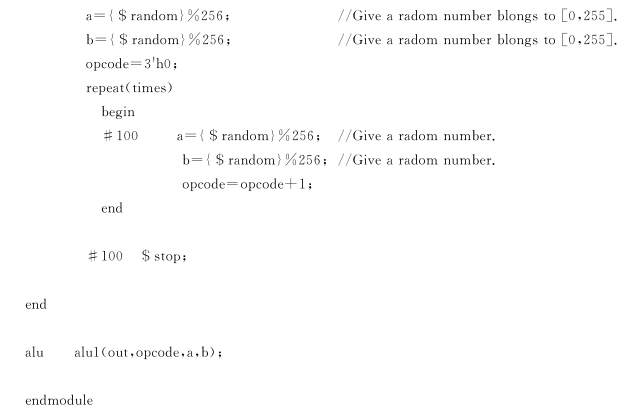 a={$random}%256; //Give a radom number blongs to [0,255].
b={$random}%256; //Give a radom number blongs to [0,255].
opcode=3'h0;
repeat(times)
begin
#100 a={$random}%256; //Give a radom number.
b={$random}%256; //Give a radom number.
opcode=opcode+1;
end
#100 $stop;
end
alu alu1(out,opcode,a,b);
endmodule